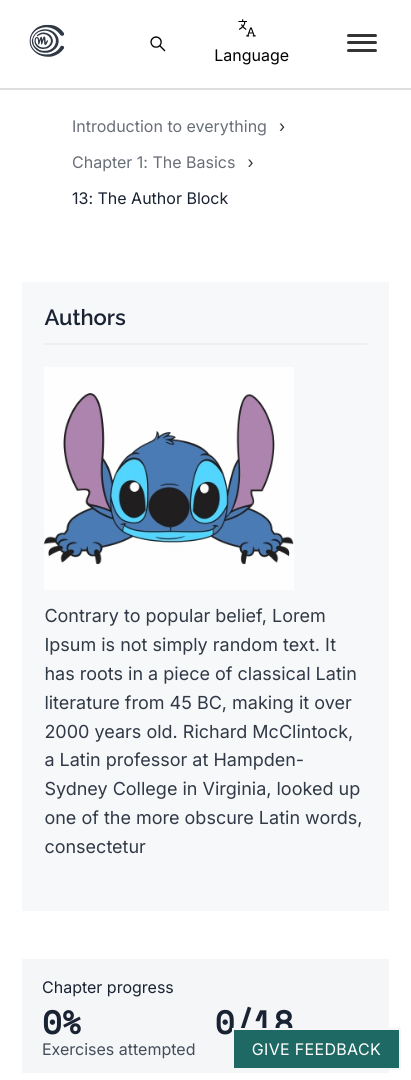 Language
Introduction to everything ›
Chapter 1: The Basics ›
13: The Author Block
Authors
Contrary to popular belief, Lorem
Ipsum is not simply random text. It
has roots in a piece of classical Latin
literature from 45 BC, making it over
2000 years old. Richard McClintock,
a Latin professor at Hampden-
Sydney College in Virginia, looked up
one of the more obscure Latin words,
consectetur
Chapter progress
0% 0/18
Exercises attempted
GIVE FEEDBACK